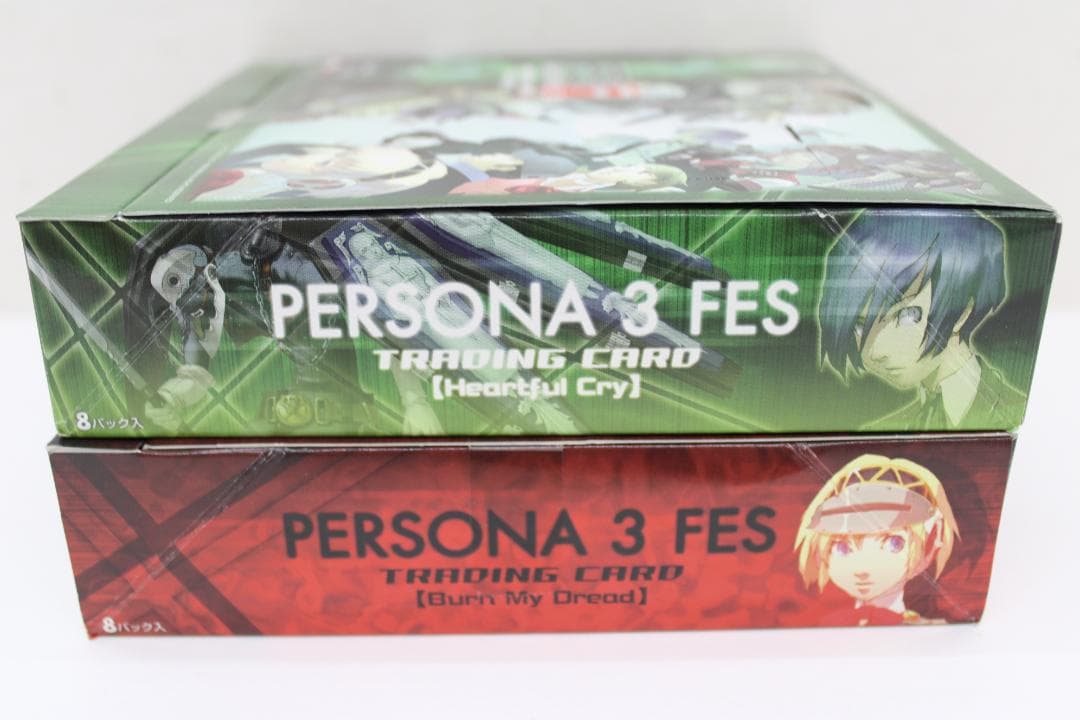 PERSONA 3 FES
TRADING CARD
【Heartful Cry】
8パック入
PERSONA 3 FES
TRADING CARD
【Burn My Dread】
8パック入